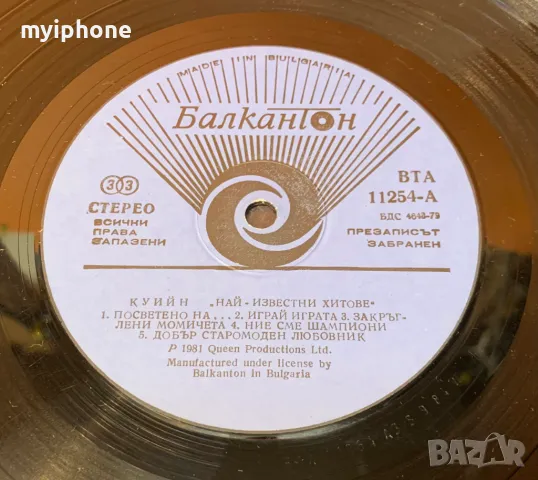 myiphone
MADE IN BULGARIA
Балкантон
33
СТЕРЕО
ВСИЧКИ
ПРАВА
ЗАПАЗЕНИ
ВТА
11254-А
БДС 4840-79
ПРЕЗАПИСЪТ
ЗАБРАНЕН
КУИЙН „НАЙ-ИЗВЕСТНИ ХИТОВЕ"
1. ПОСВЕТЕНО НА... 2. ИГРАЙ ИГРАТА 3. ЗАКРЪГ-
ЛЕНИ МОМИЧЕТА 4. НИЕ СМЕ ШАМПИОНИ
5. ДОБЪР СТАРОМОДЕН ЛЮБОВНИК
P 1981 Queen Productions Ltd.
Manufactured under license by
Balkanton in Bulgaria
BAZAR